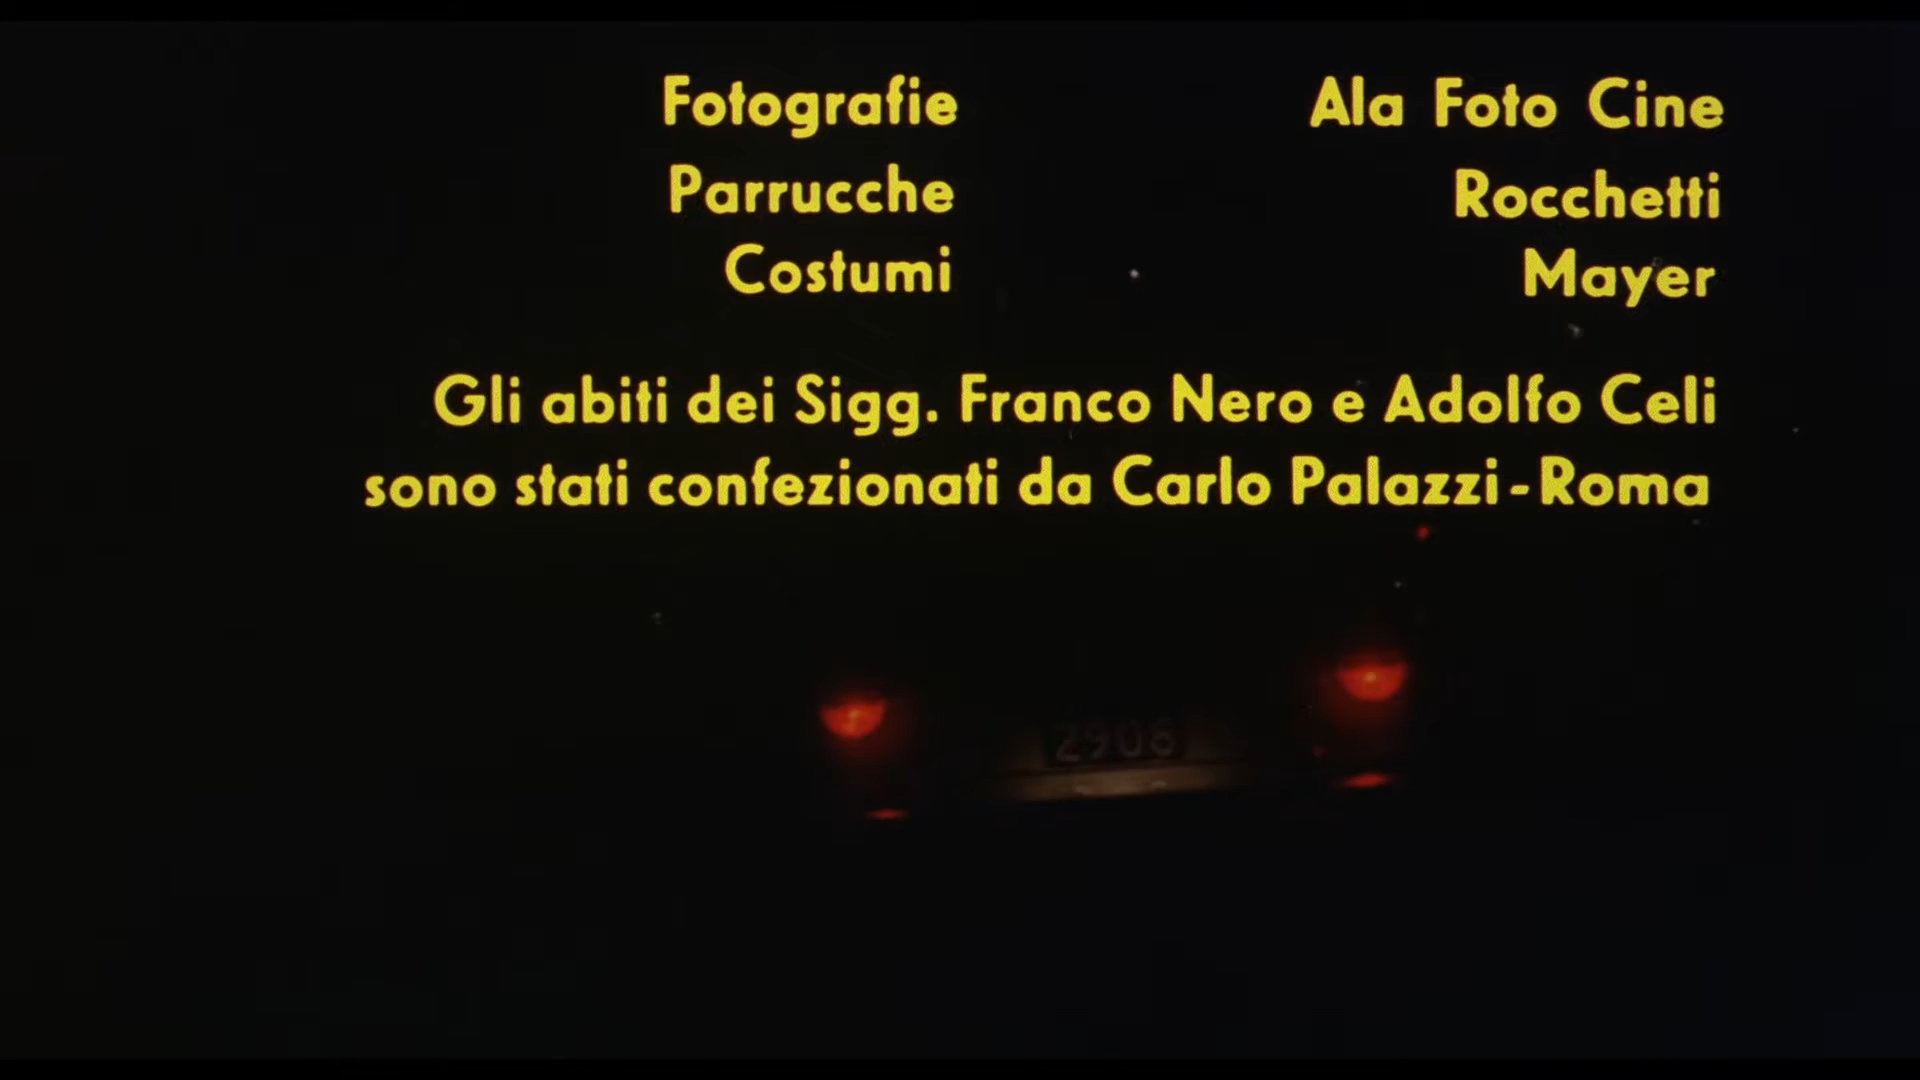 Fotografie Ala Foto Cine
Parrucche Rocchetti
Costumi Mayer
Gli abiti dei Sigg. Franco Nero e Adolfo Celi
sono stati confezionati da Carlo Palazzi-Roma
2906